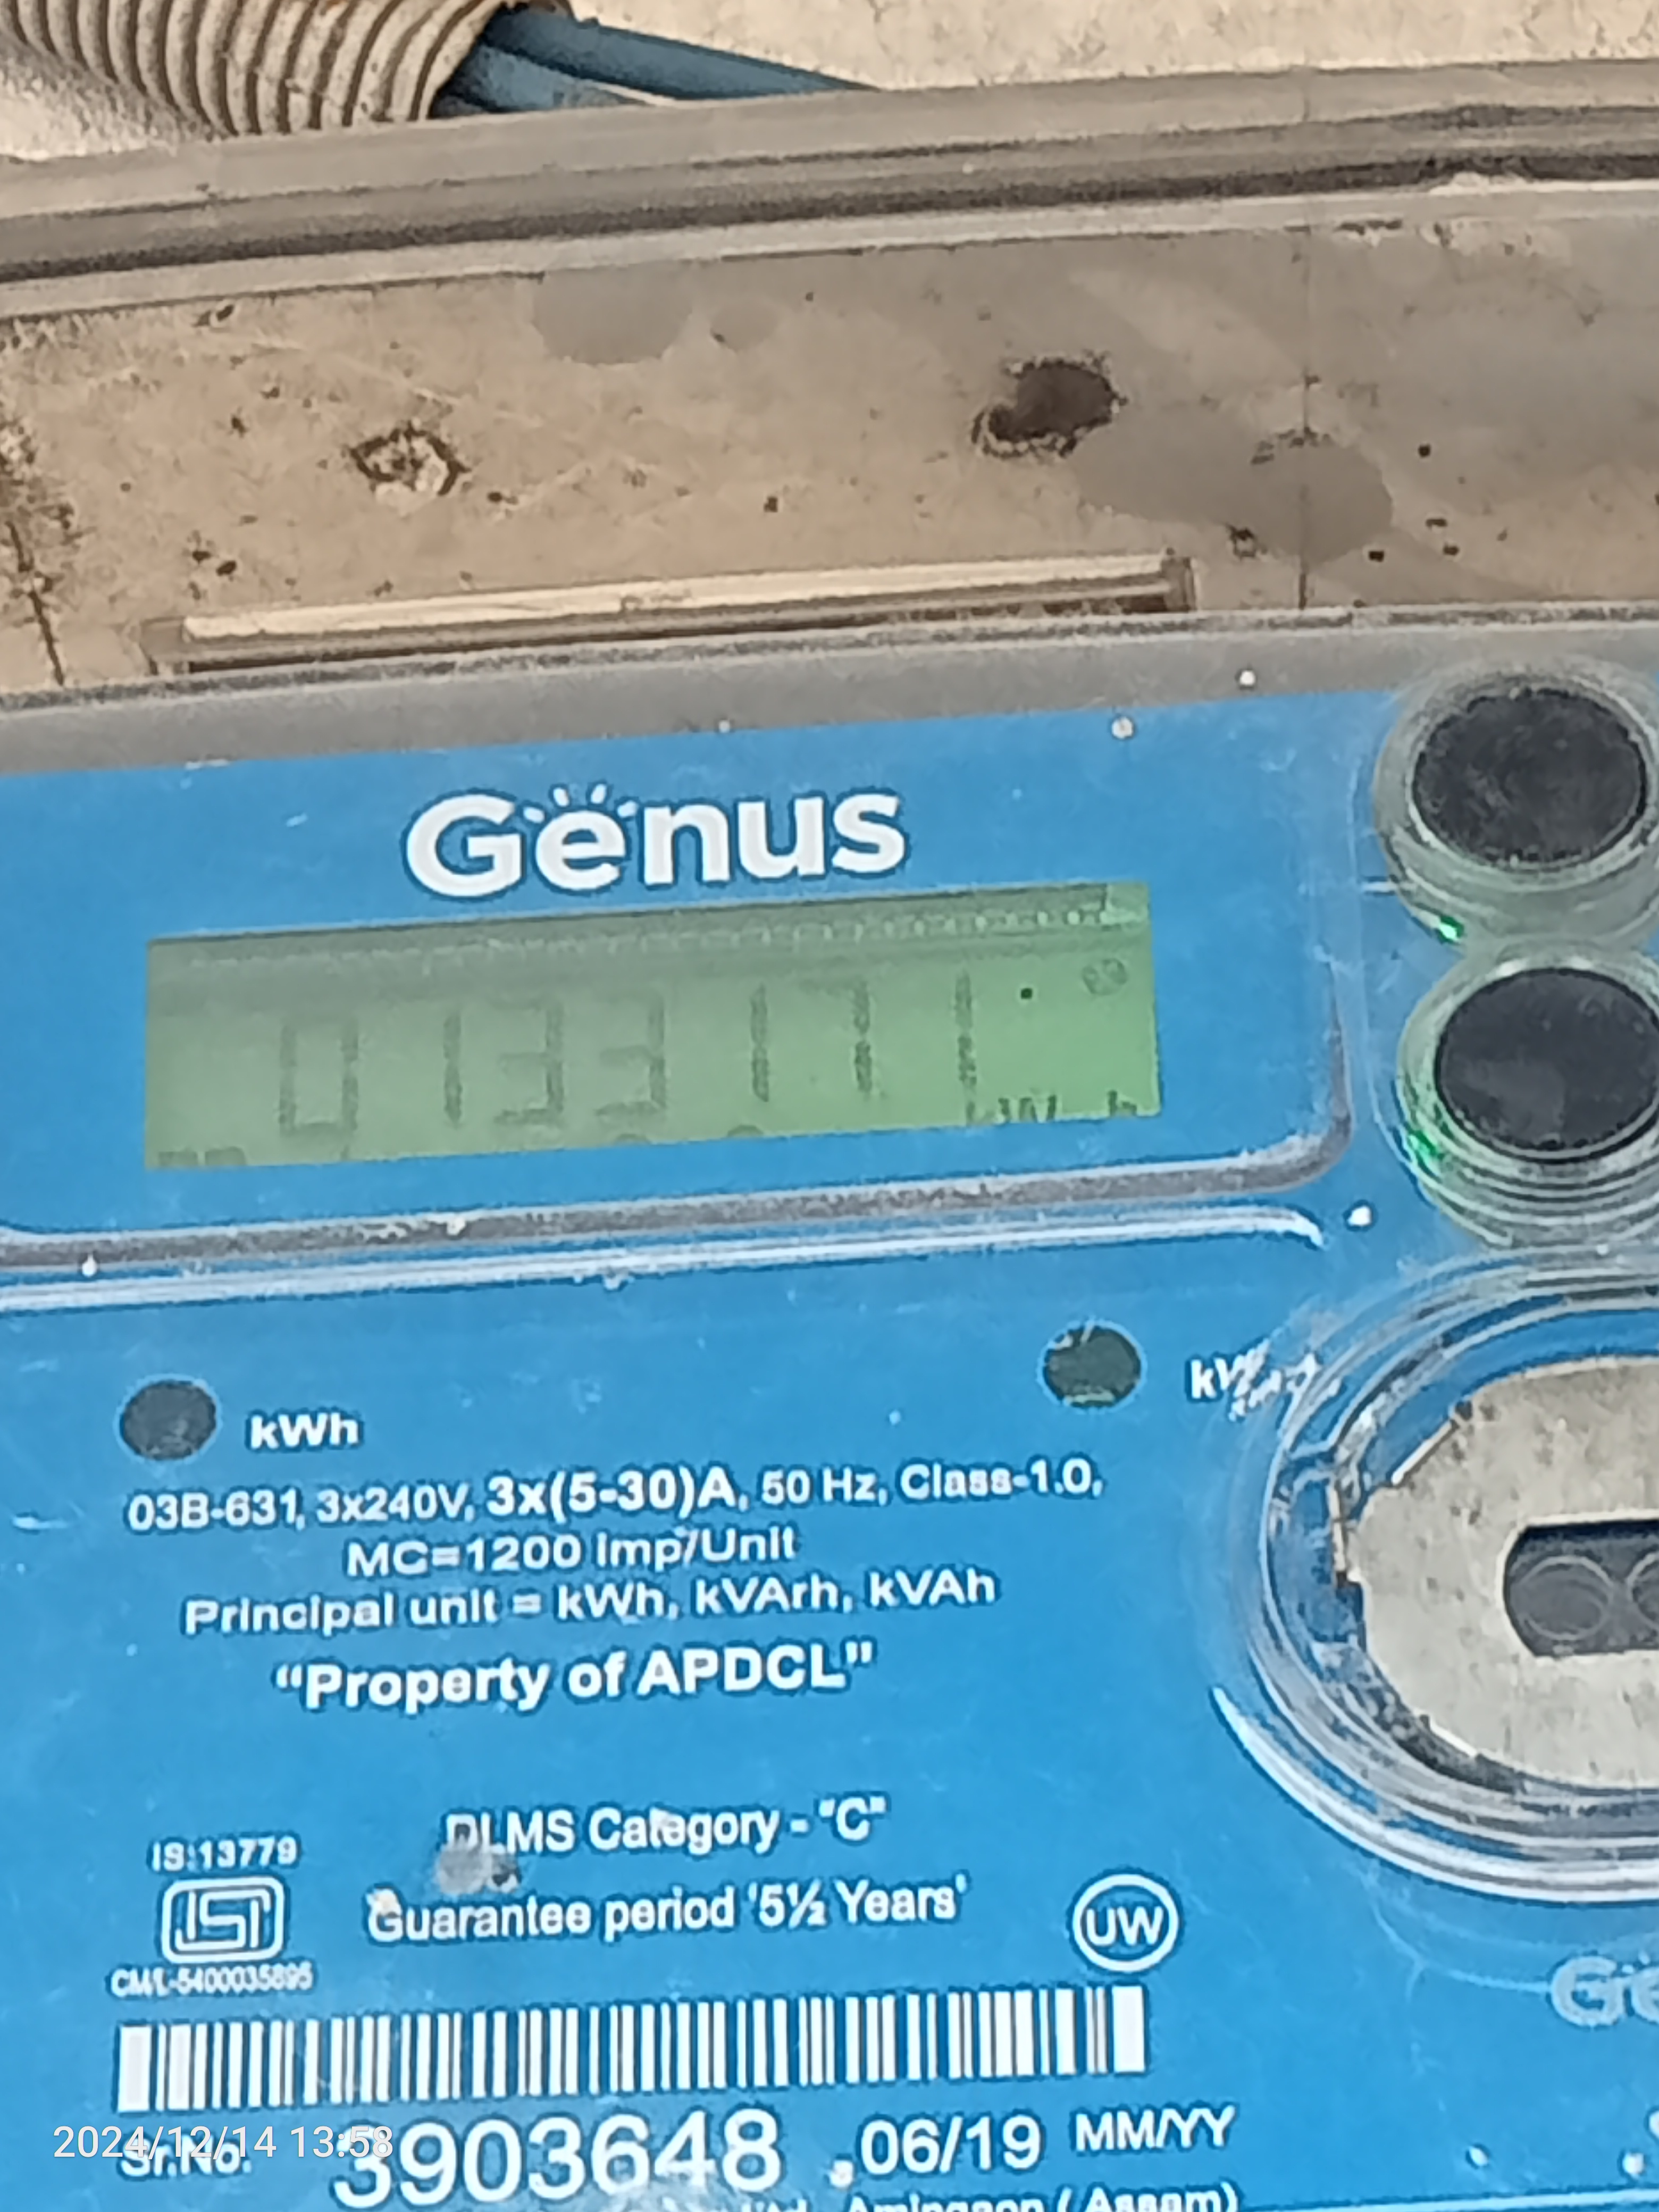 Genus
kWh
kWh
03B-631, 3x240V, 3x(5-30)A, 50 Hz, Class-1.0,
MC=1200 Imp/Unit
Principal unit = kWh, kVArh, kVAh
"Property of APDCL"
DLMS Category - "C"
IS:13779
Guarantee period '5½ Years'
UW
CM/L-5400035895
2024/12/14 13:58
Sr.No. 3903648 .06/19 MM/YY
(Assam)